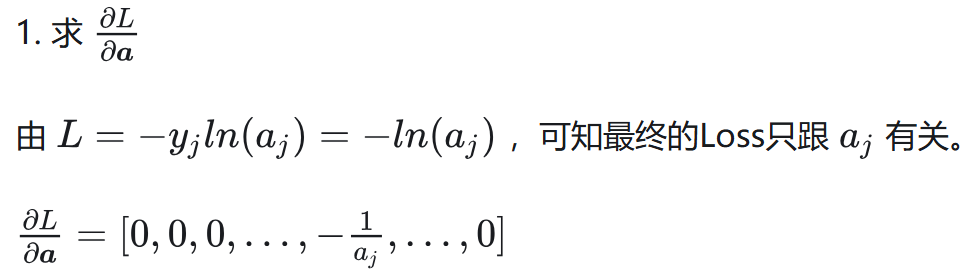 1. 求 ∂L/∂a
由 L = −y_j ln(a_j) = −ln(a_j) ，可知最终的Loss只跟 a_j 有关。
∂L/∂a = [0, 0, 0, . . . , −1/a_j, . . . , 0]